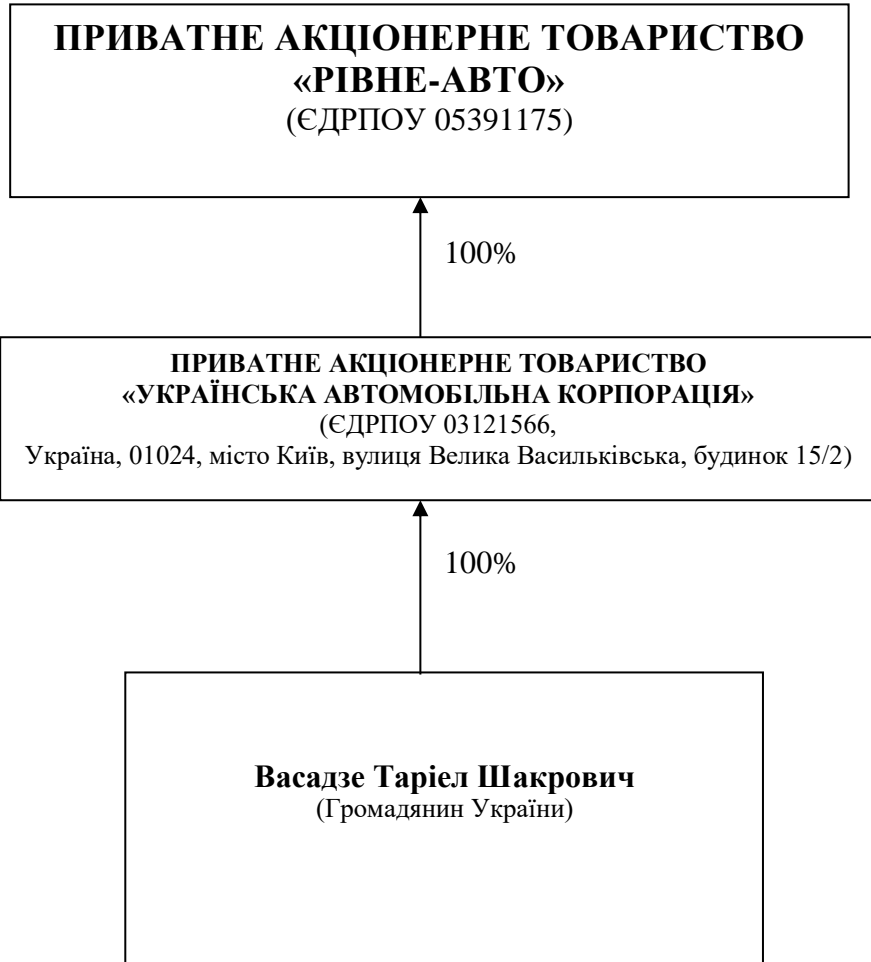 ПРИВАТНЕ АКЦІОНЕРНЕ ТОВАРИСТВО
«РІВНЕ-АВТО»
(ЄДРПОУ 05391175)
100%
ПРИВАТНЕ АКЦІОНЕРНЕ ТОВАРИСТВО
«УКРАЇНСЬКА АВТОМОБІЛЬНА КОРПОРАЦІЯ»
(ЄДРПОУ 03121566,
Україна, 01024, місто Київ, вулиця Велика Васильківська, будинок 15/2)
100%
Васадзе Таріел Шакрович
(Громадянин України)